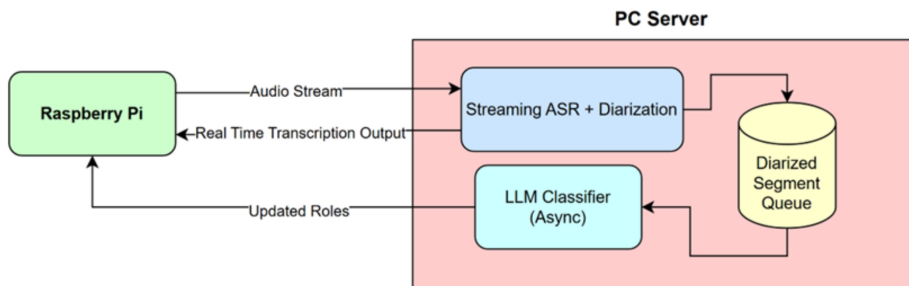 PC Server
Raspberry Pi
Audio Stream
Real Time Transcription Output
Updated Roles
Streaming ASR + Diarization
LLM Classifier
(Async)
Diarized
Segment
Queue